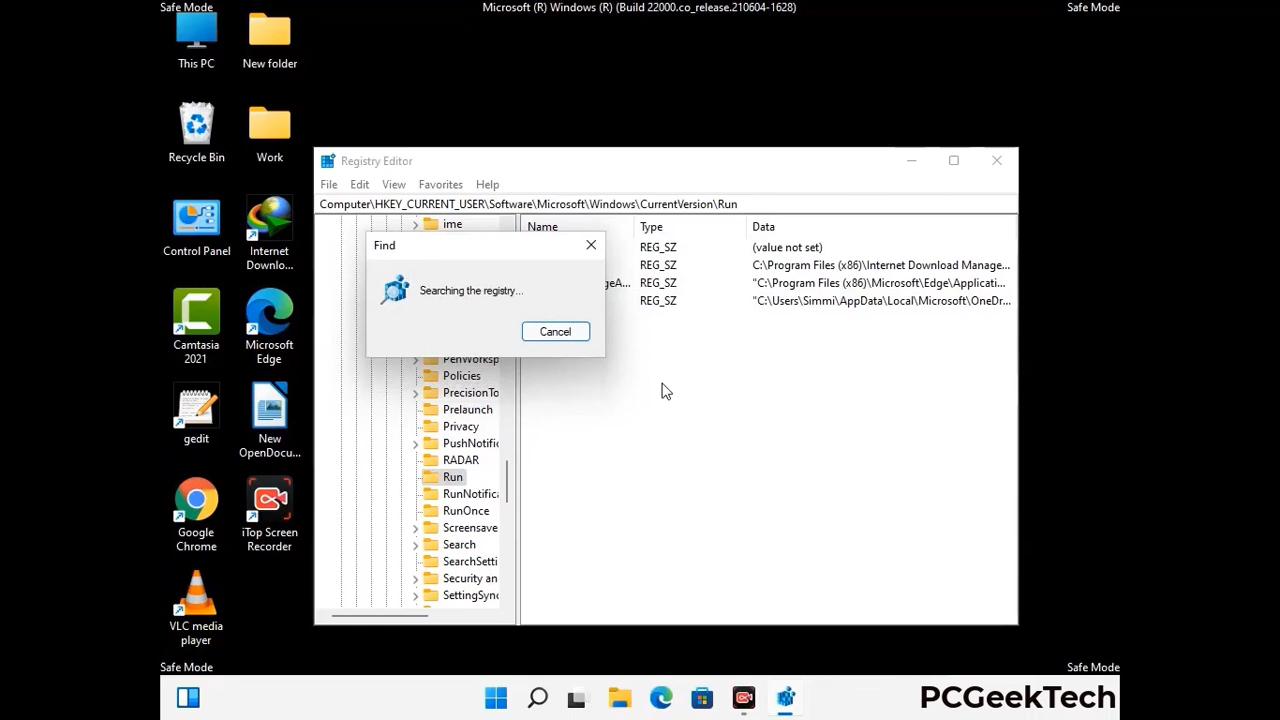 Safe Mode
Microsoft (R) Windows (R) (Build 22000.co_release.210604-1628)
Safe Mode
This PC
New folder
Recycle Bin
Work
Control Panel
Internet
Downlo...
Camtasia
2021
Microsoft
Edge
gedit
New
OpenDocu...
Google
Chrome
iTop Screen
Recorder
VLC media
player
Registry Editor
File Edit View Favorites Help
Computer\HKEY_CURRENT_USER\Software\Microsoft\Windows\CurrentVersion\Run
ime
PenWorksp
Policies
PrecisionTo
Prelaunch
Privacy
PushNotific
RADAR
Run
RunNotifica
RunOnce
Screensave
Search
SearchSetti
Security an
SettingSync
Name Type Data
REG_SZ (value not set)
REG_SZ C:\Program Files (x86)\Internet Download Manage...
geA... REG_SZ "C:\Program Files (x86)\Microsoft\Edge\Applicati...
REG_SZ "C:\Users\Simmi\AppData\Local\Microsoft\OneDr...
Find
Searching the registry...
Cancel
Safe Mode
Safe Mode
PCGeekTech